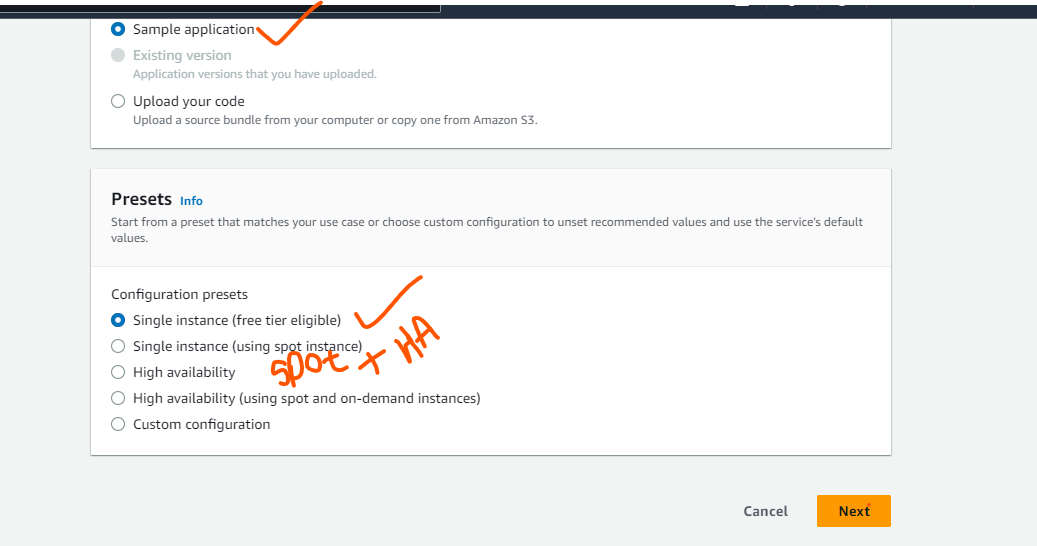 Sample application
Existing version
Application versions that you have uploaded.
Upload your code
Upload a source bundle from your computer or copy one from Amazon S3.
Presets Info
Start from a preset that matches your use case or choose custom configuration to unset recommended values and use the service's default
values.
Configuration presets
Single instance (free tier eligible)
Single instance (using spot instance)
spot + HA
High availability
High availability (using spot and on-demand instances)
Custom configuration
Cancel Next